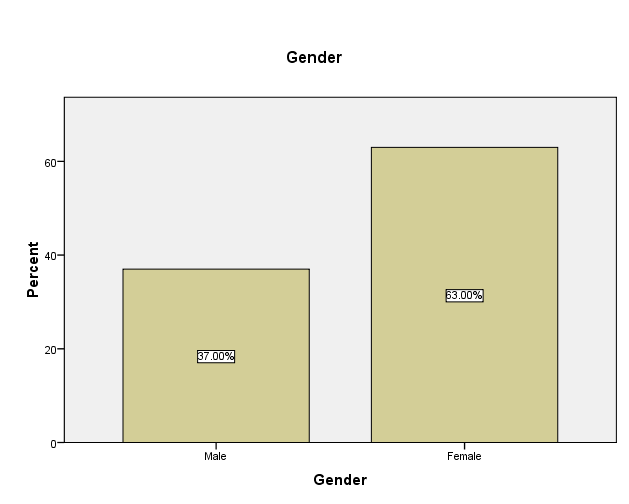 Gender
Percent
60
40
20
0
37.00%
63.00%
Male
Female
Gender